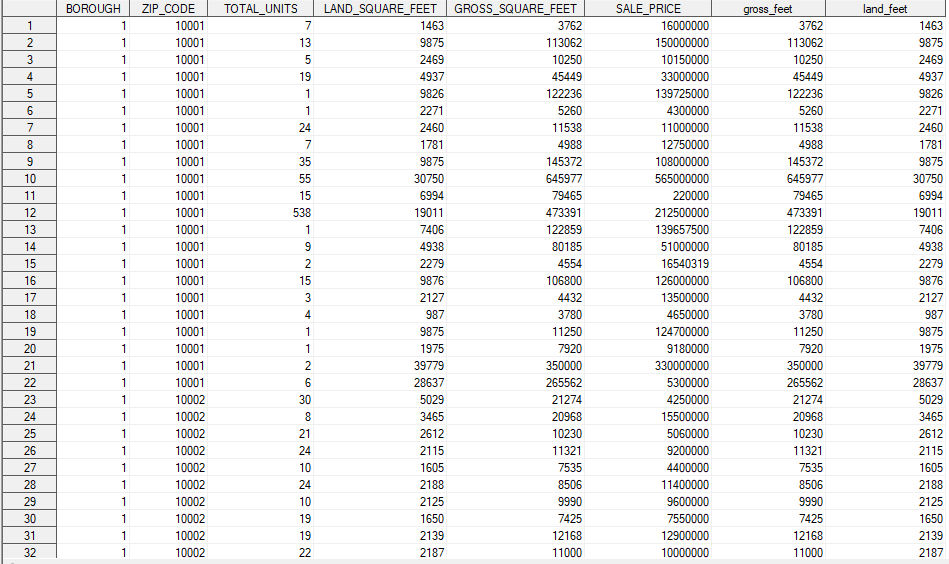 BOROUGH ZIP_CODE TOTAL_UNITS LAND_SQUARE_FEET GROSS_SQUARE_FEET SALE_PRICE gross_feet land_feet
1 1 10001 7 1463 3762 16000000 3762 1463
2 1 10001 13 9875 113062 150000000 113062 9875
3 1 10001 5 2469 10250 10150000 10250 2469
4 1 10001 19 4937 45449 33000000 45449 4937
5 1 10001 1 9826 122236 139725000 122236 9826
6 1 10001 1 2271 5260 4300000 5260 2271
7 1 10001 24 2460 11538 11000000 11538 2460
8 1 10001 7 1781 4988 12750000 4988 1781
9 1 10001 35 9875 145372 108000000 145372 9875
10 1 10001 55 30750 645977 565000000 645977 30750
11 1 10001 15 6994 79465 220000 79465 6994
12 1 10001 538 19011 473391 212500000 473391 19011
13 1 10001 1 7406 122859 139657500 122859 7406
14 1 10001 9 4938 80185 51000000 80185 4938
15 1 10001 2 2279 4554 16540319 4554 2279
16 1 10001 15 9876 106800 126000000 106800 9876
17 1 10001 3 2127 4432 13500000 4432 2127
18 1 10001 4 987 3780 4650000 3780 987
19 1 10001 1 9875 11250 124700000 11250 9875
20 1 10001 1 1975 7920 9180000 7920 1975
21 1 10001 2 39779 350000 330000000 350000 39779
22 1 10001 6 28637 265562 5300000 265562 28637
23 1 10002 30 5029 21274 4250000 21274 5029
24 1 10002 8 3465 20968 15500000 20968 3465
25 1 10002 21 2612 10230 5060000 10230 2612
26 1 10002 24 2115 11321 9200000 11321 2115
27 1 10002 10 1605 7535 4400000 7535 1605
28 1 10002 24 2188 8506 11400000 8506 2188
29 1 10002 10 2125 9990 9600000 9990 2125
30 1 10002 19 1650 7425 7550000 7425 1650
31 1 10002 19 2139 12168 12900000 12168 2139
32 1 10002 22 2187 11000 10000000 11000 2187